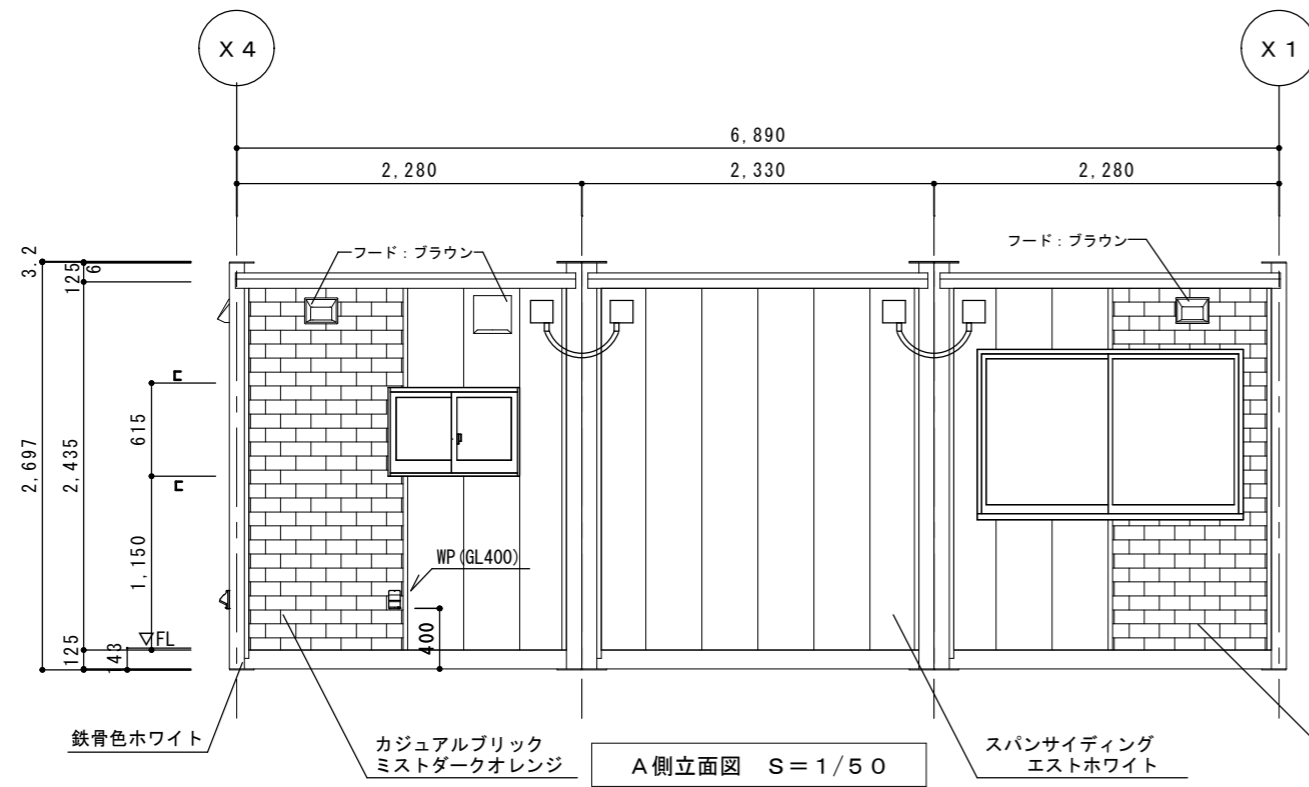 X 4
X 1
6,890
2,280
2,330
2,280
フード：ブラウン
フード：ブラウン
3.2
125
6
615
2,697
2,435
1,150
WP(GL400)
400
▽FL
125
143
鉄骨色ホワイト
カジュアルブリック
ミストダークオレンジ
A側立面図 S＝1/50
スパンサイディング
エストホワイト